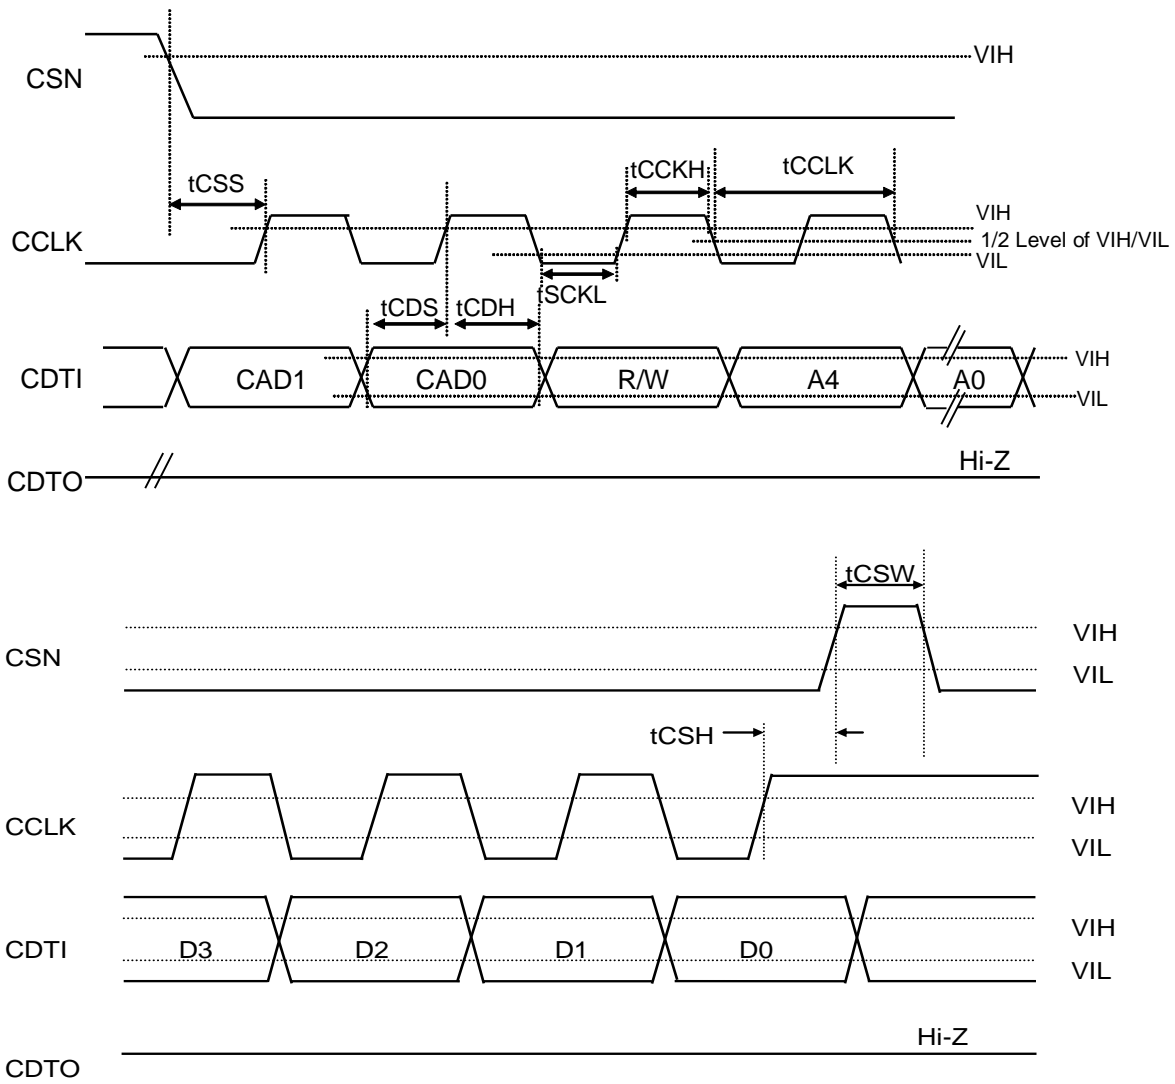 VIH
CSN
tCSS
tCCKH
tCCLK
CCLK
VIH
1/2 Level of VIH/VIL
VIL
tSCKL
tCDS
tCDH
CDTI
CAD1
CAD0
R/W
A4
A0
VIH
VIL
CDTO
Hi-Z
tCSW
CSN
VIH
VIL
tCSH
CCLK
VIH
VIL
CDTI
D3
D2
D1
D0
VIH
VIL
Hi-Z
CDTO